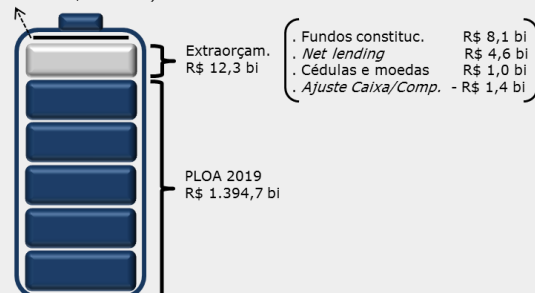 Extraorçam.
R$ 12,3 bi
. Fundos constituc. R$ 8,1 bi
. Net lending R$ 4,6 bi
. Cédulas e moedas R$ 1,0 bi
. Ajuste Caixa/Comp. - R$ 1,4 bi
PLOA 2019
R$ 1.394,7 bi